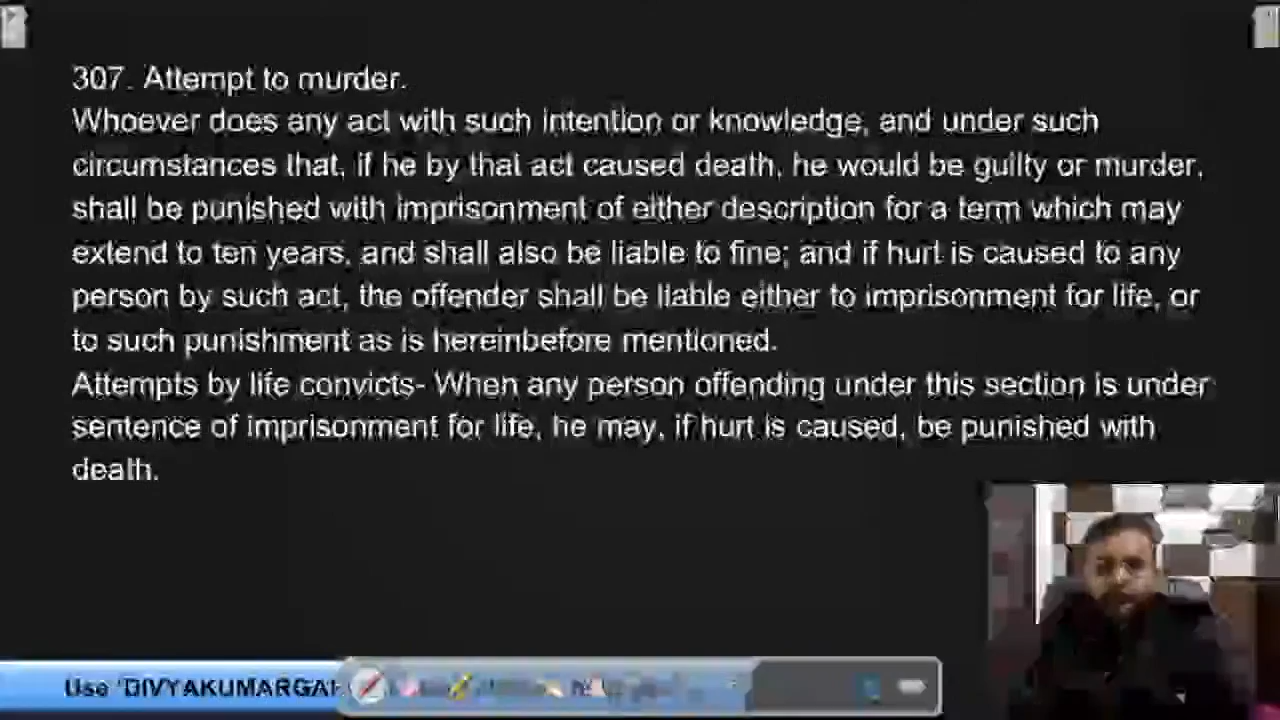 307. Attempt to murder.
Whoever does any act with such intention or knowledge, and under such
circumstances that, if he by that act caused death, he would be guilty or murder,
shall be punished with imprisonment of either description for a term which may
extend to ten years, and shall also be liable to fine; and if hurt is caused to any
person by such act, the offender shall be liable either to imprisonment for life, or
to such punishment as is hereinbefore mentioned.
Attempts by life convicts- When any person offending under this section is under
sentence of imprisonment for life, he may, if hurt is caused, be punished with
death.
Use 'DIVYAKUMARGA